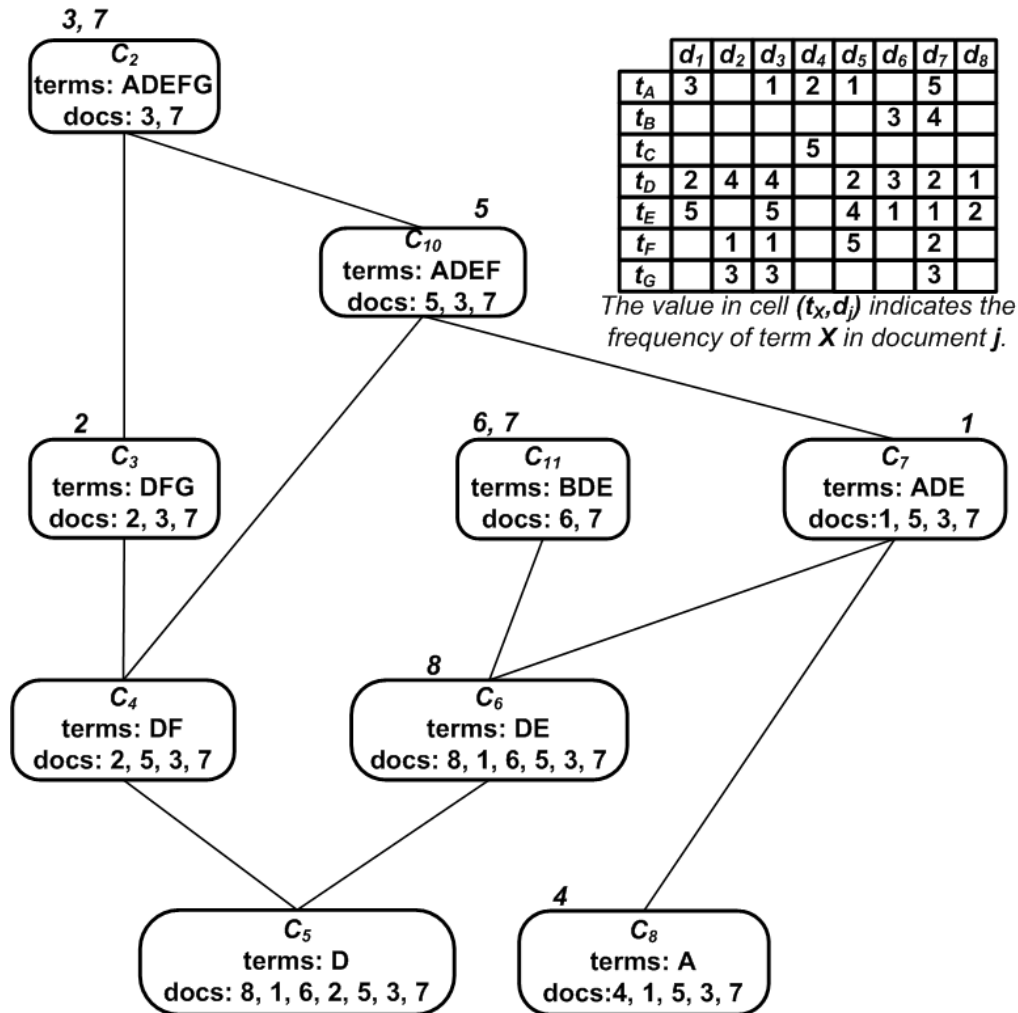 3, 7
C2
terms: ADEFG
docs: 3, 7
d1 d2 d3 d4 d5 d6 d7 d8
tA 3 1 2 1 5
tB 3 4
tC 5
tD 2 4 4 2 3 2 1
tE 5 5 4 1 1 2
tF 1 1 5 2
tG 3 3 3
The value in cell (tX,dj) indicates the
frequency of term X in document j.
5
C10
terms: ADEF
docs: 5, 3, 7
2
C3
terms: DFG
docs: 2, 3, 7
6, 7
C11
terms: BDE
docs: 6, 7
1
C7
terms: ADE
docs:1, 5, 3, 7
C4
terms: DF
docs: 2, 5, 3, 7
8
C6
terms: DE
docs: 8, 1, 6, 5, 3, 7
C5
terms: D
docs: 8, 1, 6, 2, 5, 3, 7
4
C8
terms: A
docs:4, 1, 5, 3, 7